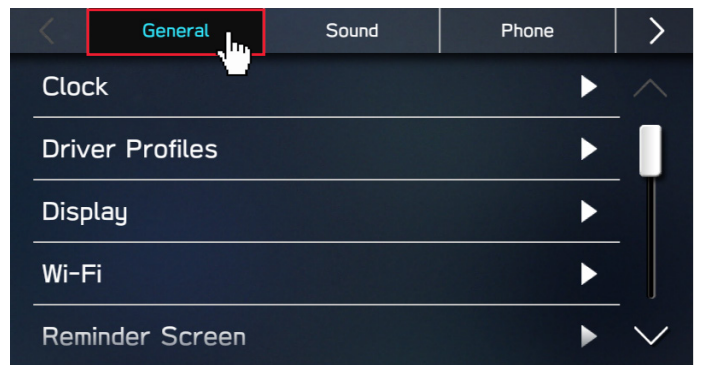 General Sound Phone
Clock
Driver Profiles
Display
Wi-Fi
Reminder Screen